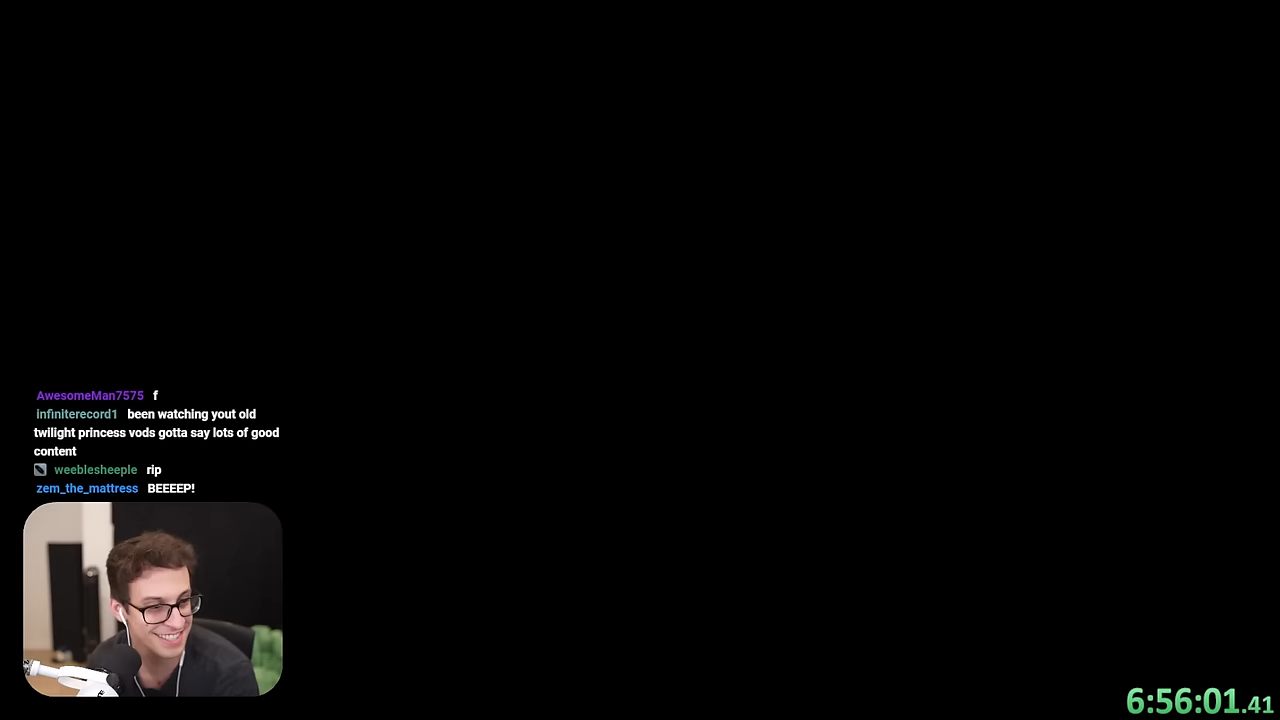 AwesomeMan7575 f
infiniterecord1 been watching yout old
twilight princess vods gotta say lots of good
content
weeblesheeple rip
zem_the_mattress BEEEEP!
6:56:01.41